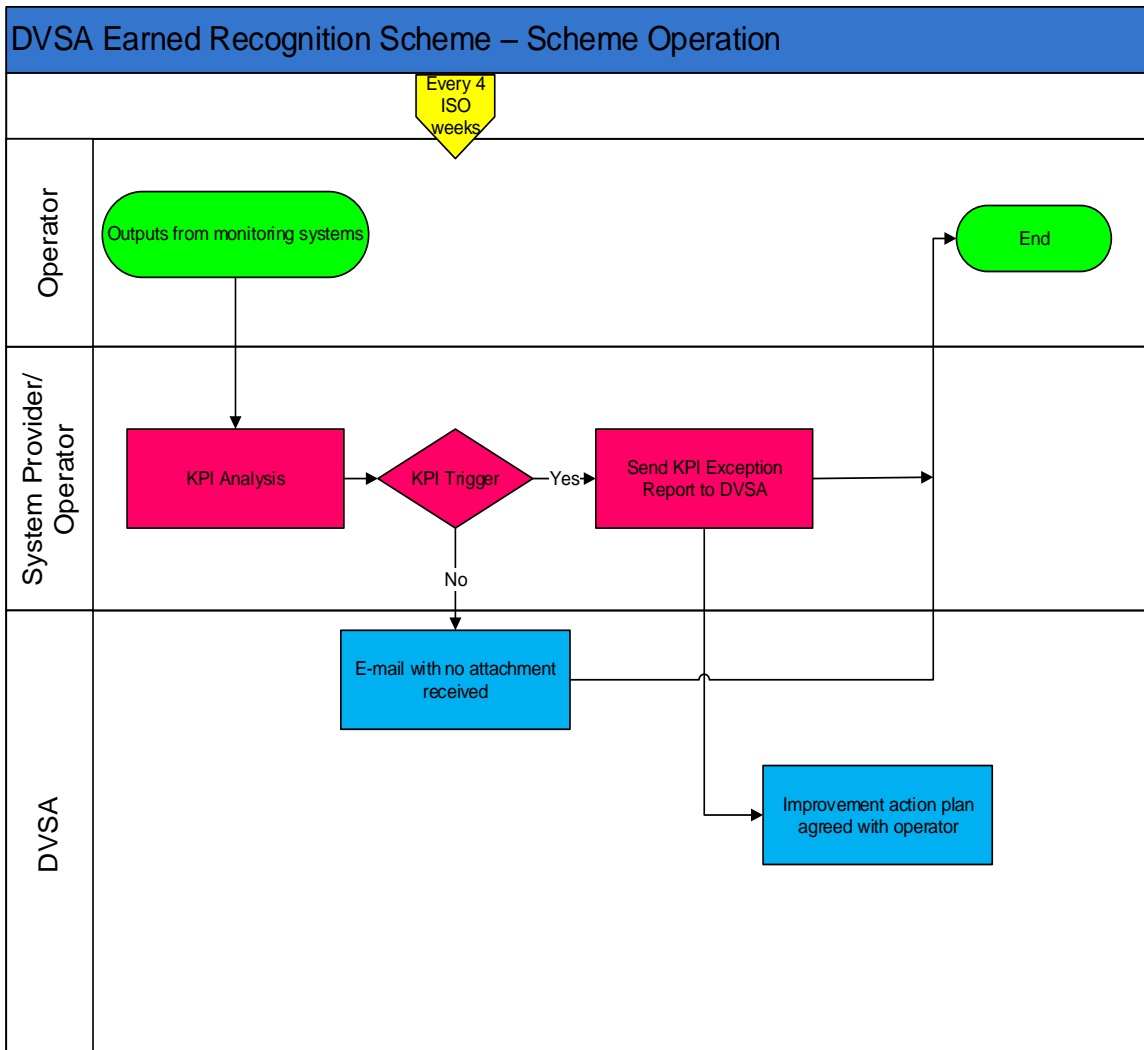 DVSA Earned Recognition Scheme – Scheme Operation
Every 4
ISO
weeks
Operator
Outputs from monitoring systems
End
System Provider/
Operator
KPI Analysis
KPI Trigger
Yes
Send KPI Exception
Report to DVSA
No
DVSA
E-mail with no attachment
received
Improvement action plan
agreed with operator